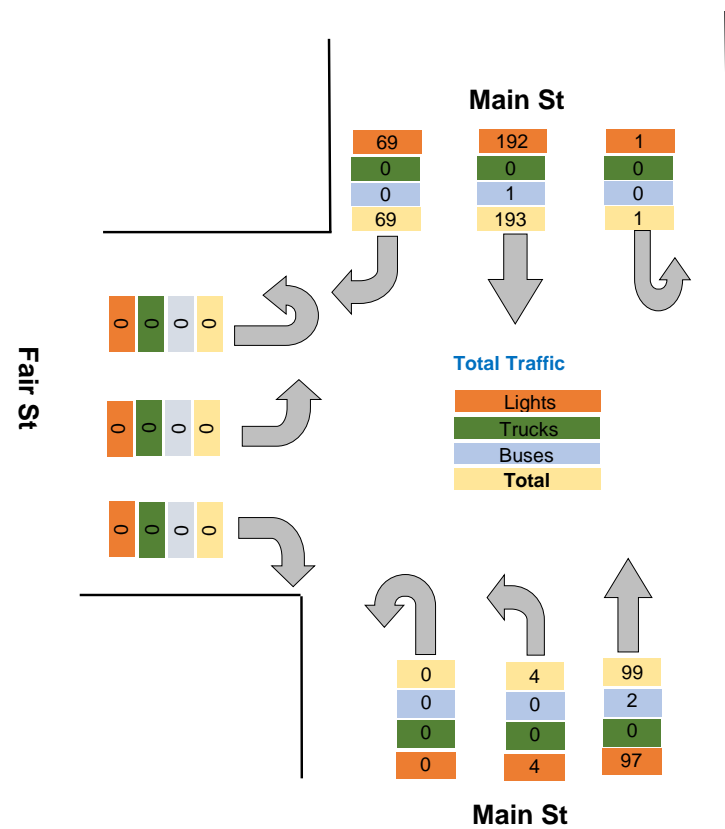 Main St
69 192 1
0 0 0
0 1 0
69 193 1
0 0 0 0
Fair St
0 0 0 0
0 0 0 0
Total Traffic
Lights
Trucks
Buses
Total
0 4 99
0 0 2
0 0 0
0 4 97
Main St